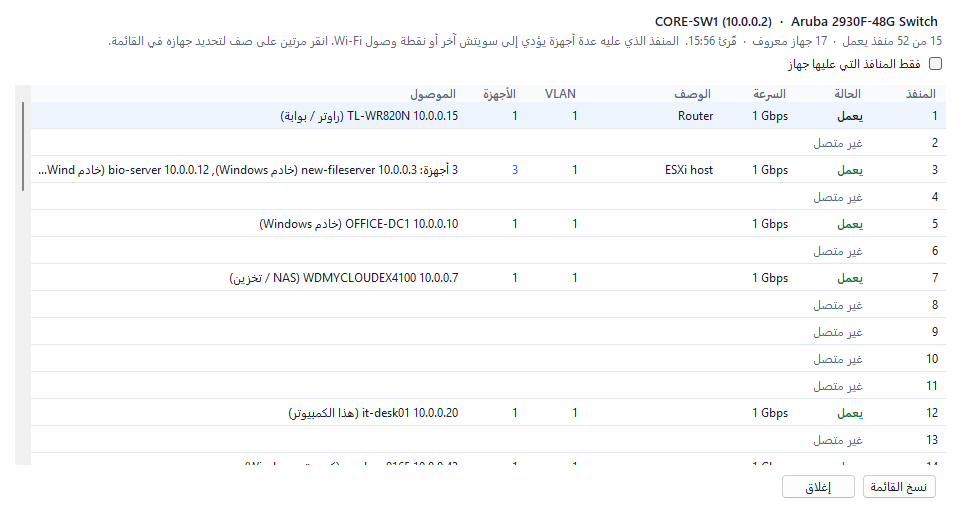 CORE-SW1 (10.0.0.2) · Aruba 2930F-48G Switch
15 من 52 منفذ يعمل · 17 جهاز معروف · قُرئ 15:56. المنفذ الذي عليه عدة أجهزة يؤدي إلى سويتش آخر أو نقطة وصول Wi-Fi. انقر مرتين على صف لتحديد جهازه في القائمة.
فقط المنافذ التي عليها جهاز
المنفذ الحالة السرعة الوصف VLAN الأجهزة الموصول
1 يعمل 1 Gbps Router 1 1 TL-WR820N 10.0.0.15 (راوتر / بوابة)
2 غير متصل
3 يعمل 1 Gbps ESXi host 1 3 3 أجهزة: new-fileserver 10.0.0.3 (خادم Windows), bio-server 10.0.0.12 (خادم Wind...
4 غير متصل
5 يعمل 1 Gbps 1 1 OFFICE-DC1 10.0.0.10 (خادم Windows)
6 غير متصل
7 يعمل 1 Gbps 1 1 WDMYCLOUDEX4100 10.0.0.7 (NAS / تخزين)
8 غير متصل
9 غير متصل
10 غير متصل
11 غير متصل
12 يعمل 1 Gbps 1 1 it-desk01 10.0.0.20 (هذا الكمبيوتر)
13 غير متصل
نسخ القائمة
إغلاق